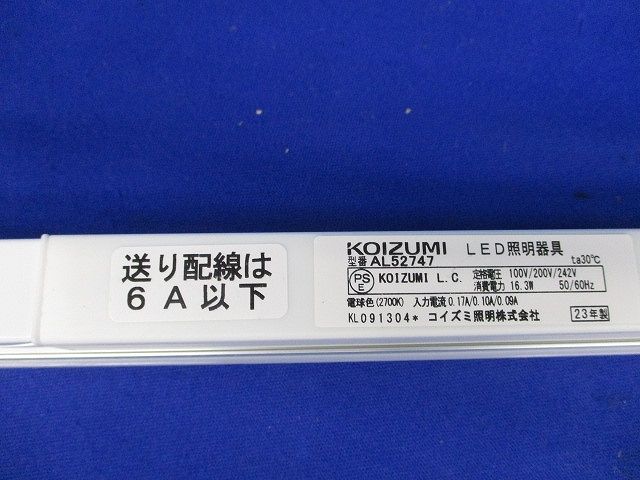 送り配線は
6A以下
KOIZUMI LED照明器具
型番 AL52747 ta30℃
PS E KOIZUMI L.C. 定格電圧 100V/200V/242V
消費電力 16.3W 50/60Hz
電球色(2700K) 入力電流 0.17A/0.10A/0.09A
KL091304* コイズミ照明株式会社 23年製